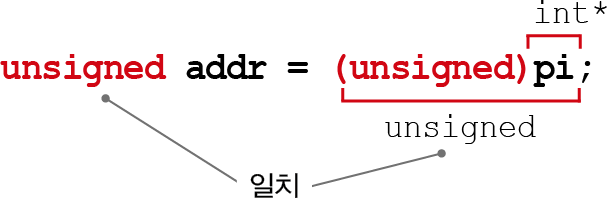 int*
unsigned addr = (unsigned)pi;
unsigned
일치